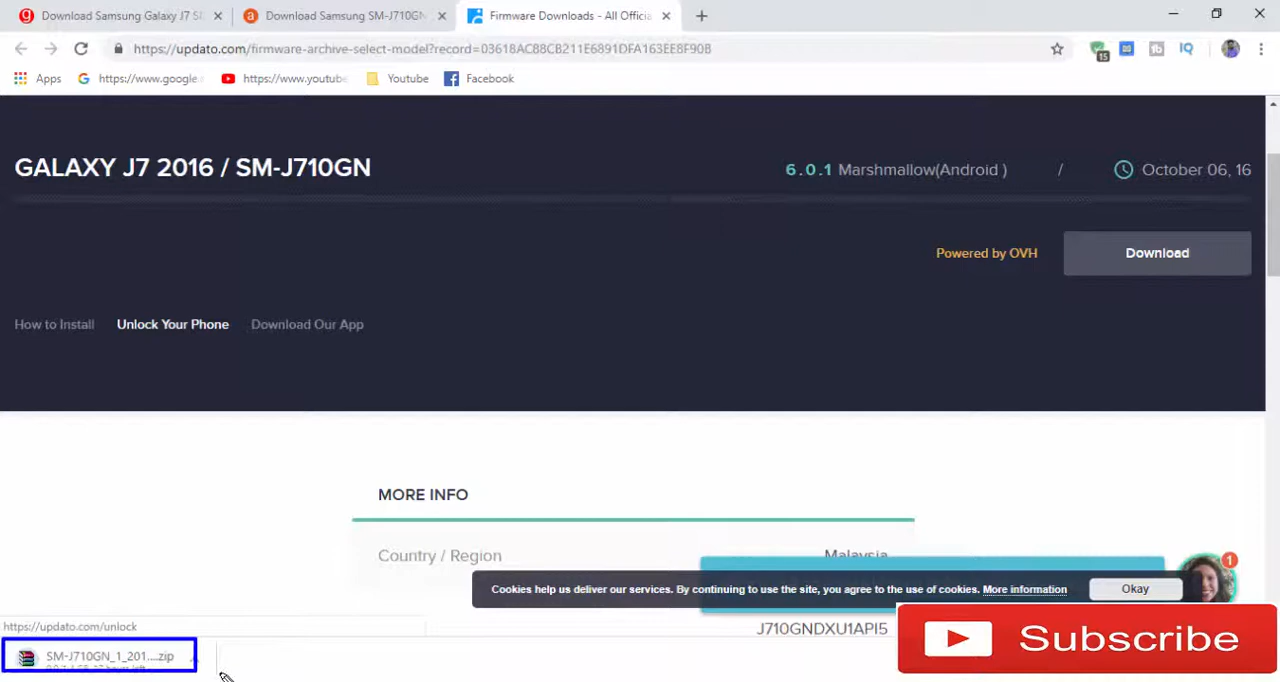 Download Samsung Galaxy J7 S
Download Samsung SM-J710GN
Firmware Downloads - All Officia
https://updato.com/firmware-archive-select-model?record=03618AC88CB211E6891DFA163EE8F90B
15
Apps
https://www.google.
https://www.youtube
Youtube
Facebook
GALAXY J7 2016 / SM-J710GN
6.0.1 Marshmallow(Android )
/
October 06, 16
Powered by OVH
Download
How to Install
Unlock Your Phone
Download Our App
MORE INFO
Country / Region
Malaysia
1
Cookies help us deliver our services. By continuing to use the site, you agree to the use of cookies. More information
Okay
https://updato.com/unlock
J710GNDXU1API5
Subscribe
SM-J710GN_1_201....zip